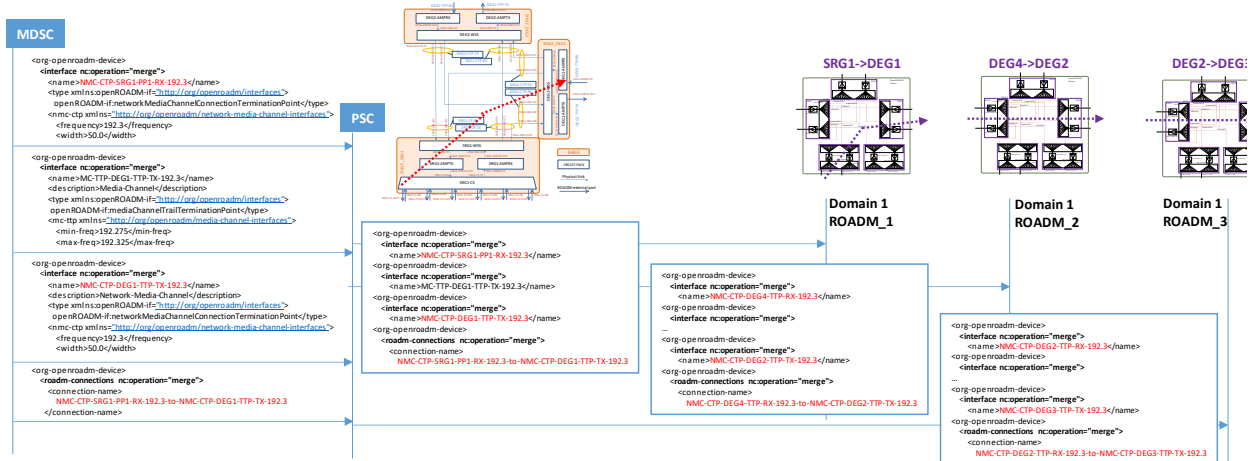 MDSC
<org-openroadm-device>
<interface nc:operation="merge">
<name>NMC-CTP-SRG1-PP1-RX-192.3</name>
<type xmlns:openROADM-if="http://org/openroadm/interfaces">
openROADM-if:networkMediaChannelConnectionTerminationPoint</type>
<nmc-ctp xmlns="http://org/openroadm/network-media-channel-interfaces">
<frequency>192.3</frequency>
<width>50.0</width>
<org-openroadm-device>
<interface nc:operation="merge">
<name>MC-TTP-DEG1-TTP-TX-192.3</name>
<description>Media-Channel</description>
<type xmlns:openROADM-if="http://org/openroadm/interfaces">
openROADM-if:mediaChannelTrailTerminationPoint</type>
<mc-ttp xmlns="http://org/openroadm/media-channel-interfaces">
<min-freq>192.275</min-freq>
<max-freq>192.325</max-freq>
<org-openroadm-device>
<interface nc:operation="merge">
<name>NMC-CTP-DEG1-TTP-TX-192.3</name>
<description>Network-Media-Channel</description>
<type xmlns:openROADM-if="http://org/openroadm/interfaces">
openROADM-if:networkMediaChannelConnectionTerminationPoint</type>
<nmc-ctp xmlns="http://org/openroadm/network-media-channel-interfaces">
<frequency>192.3</frequency>
<width>50.0</width>
<org-openroadm-device>
<roadm-connections nc:operation="merge">
<connection-name>
NMC-CTP-SRG1-PP1-RX-192.3-to-NMC-CTP-DEG1-TTP-TX-192.3
</connection-name>
PSC
DEG2-AMPRX
DEG2-AMPTX
DEG2-WSS
SRG1-WSS
SRG1-AMPTX
SRG1-AMPRX
SRG1-CS
SHELF
CIRCUIT PACK
Physical link
SRG1->DEG1
DEG4->DEG2
DEG2->DEG3
Domain 1
ROADM_1
Domain 1
ROADM_2
Domain 1
ROADM_3
<org-openroadm-device>
<interface nc:operation="merge">
<name>NMC-CTP-SRG1-PP1-RX-192.3</name>
<org-openroadm-device>
<interface nc:operation="merge">
<name>MC-TTP-DEG1-TTP-TX-192.3</name>
<org-openroadm-device>
<interface nc:operation="merge">
<name>NMC-CTP-DEG1-TTP-TX-192.3</name>
<org-openroadm-device>
<roadm-connections nc:operation="merge">
<connection-name>
NMC-CTP-SRG1-PP1-RX-192.3-to-NMC-CTP-DEG1-TTP-TX-192.3
<org-openroadm-device>
<interface nc:operation="merge">
<name>NMC-CTP-DEG4-TTP-RX-192.3</name>
<org-openroadm-device>
<interface nc:operation="merge">
...
<org-openroadm-device>
<interface nc:operation="merge">
<name>NMC-CTP-DEG2-TTP-TX-192.3</name>
<org-openroadm-device>
<roadm-connections nc:operation="merge">
<connection-name>
NMC-CTP-DEG4-TTP-RX-192.3-to-NMC-CTP-DEG2-TTP-TX-192.3
<org-openroadm-device>
<interface nc:operation="merge">
<name>NMC-CTP-DEG2-TTP-RX-192.3</name>
<org-openroadm-device>
<interface nc:operation="merge">
...
<org-openroadm-device>
<interface nc:operation="merge">
<name>NMC-CTP-DEG3-TTP-TX-192.3</name>
<org-openroadm-device>
<roadm-connections nc:operation="merge">
<connection-name>
NMC-CTP-DEG2-TTP-RX-192.3-to-NMC-CTP-DEG3-TTP-TX-192.3